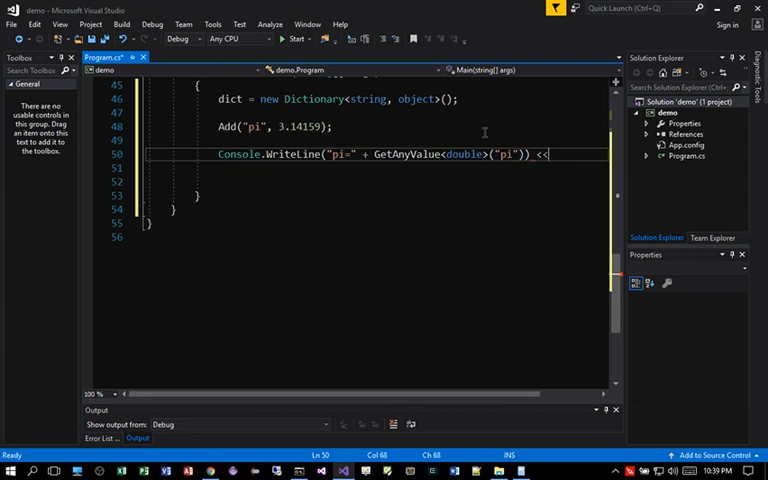 demo - Microsoft Visual Studio
Quick Launch (Ctrl+Q)
File Edit View Project Build Debug Team Tools Test Analyze Window Help
Sign in
Debug Any CPU Start
Toolbox
Search Toolbox
General
There are no
usable controls in
this group. Drag
an item onto this
text to add it to
the toolbox.
Program.cs*
demo demo.Program Main(string[] args)
45 {
46 dict = new Dictionary<string, object>();
47
48 Add("pi", 3.14159);
49
50 Console.WriteLine("pi=" + GetAnyValue<double>("pi")) <<
51
52
53 }
54 }
55 }
56
100 %
Output
Show output from: Debug
Error List ... Output
Solution Explorer
Search Solution Explorer
Solution 'demo' (1 project)
demo
Properties
References
App.config
Program.cs
Solution Explorer Team Explorer
Properties
Diagnostic Tools
Ready Ln 50 Col 68 Ch 68 INS Add to Source Control
10:39 PM